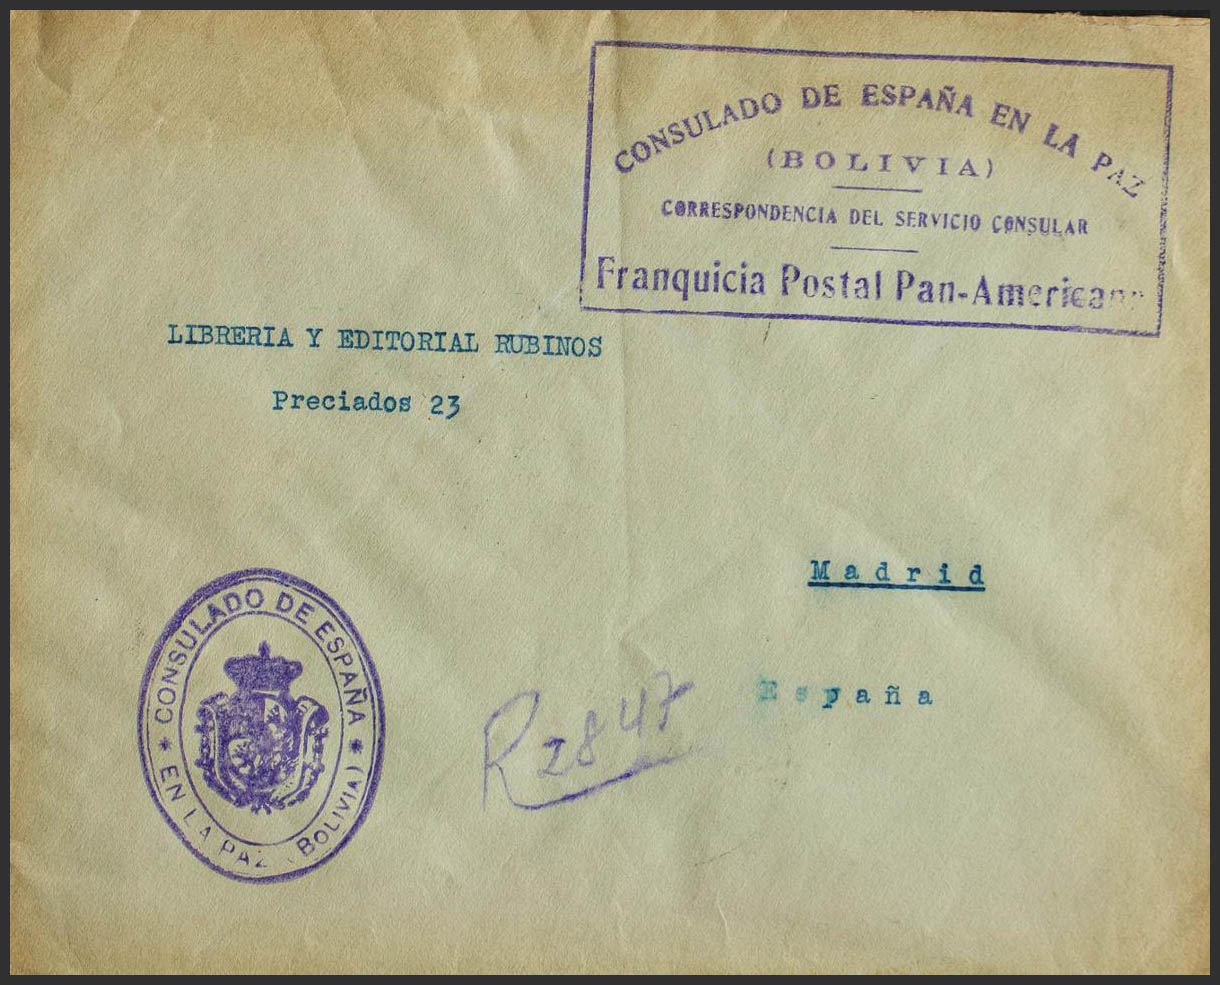 CONSULADO DE ESPAÑA EN LA PAZ
(BOLIVIA)
CORRESPONDENCIA DEL SERVICIO CONSULAR
Franquicia Postal Pan-Americana
LIBRERIA Y EDITORIAL RUBINOS
Preciados 23
Madrid
España
R 2847
CONSULADO DE ESPAÑA
* EN LA PAZ (BOLIVIA) *